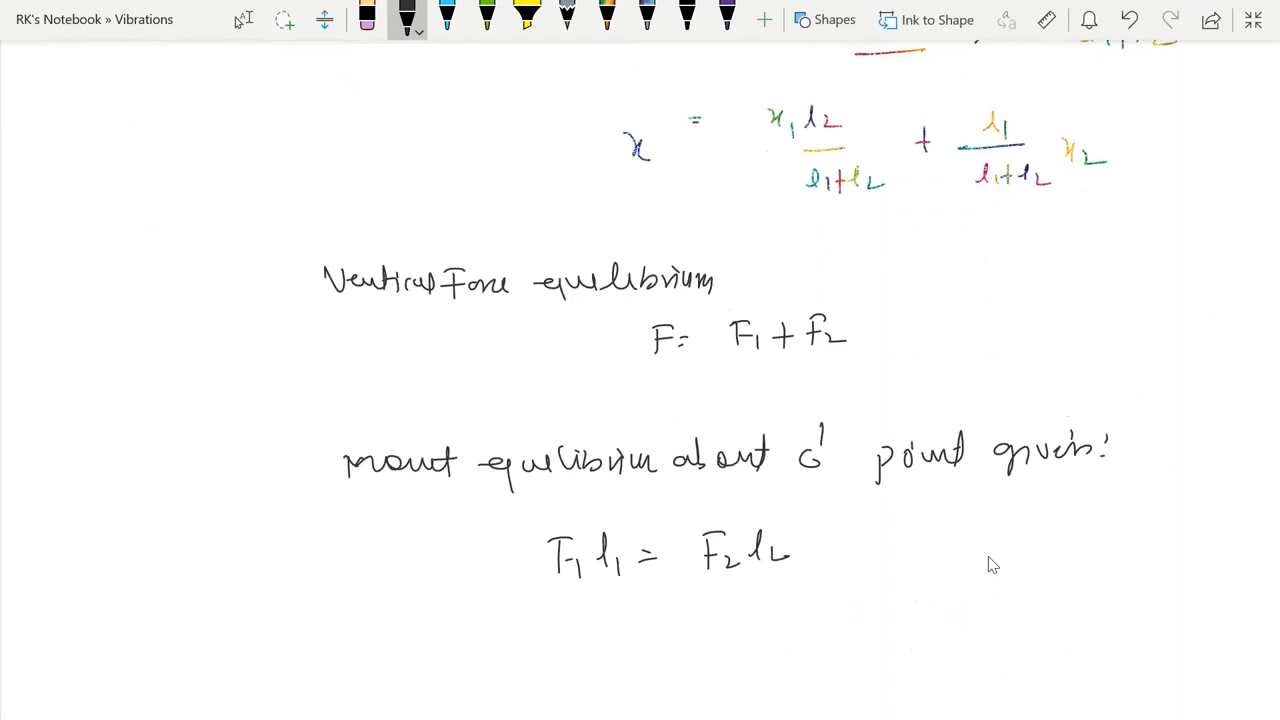 RK's Notebook » Vibrations
Shapes
Ink to Shape
x = x1 l2 / l1+l2 + l1 / l1+l2 x2
Vertical Force equilibrium
F = F1 + F2
equilibrium about o' point gives:
F1 l1 = F2 l2